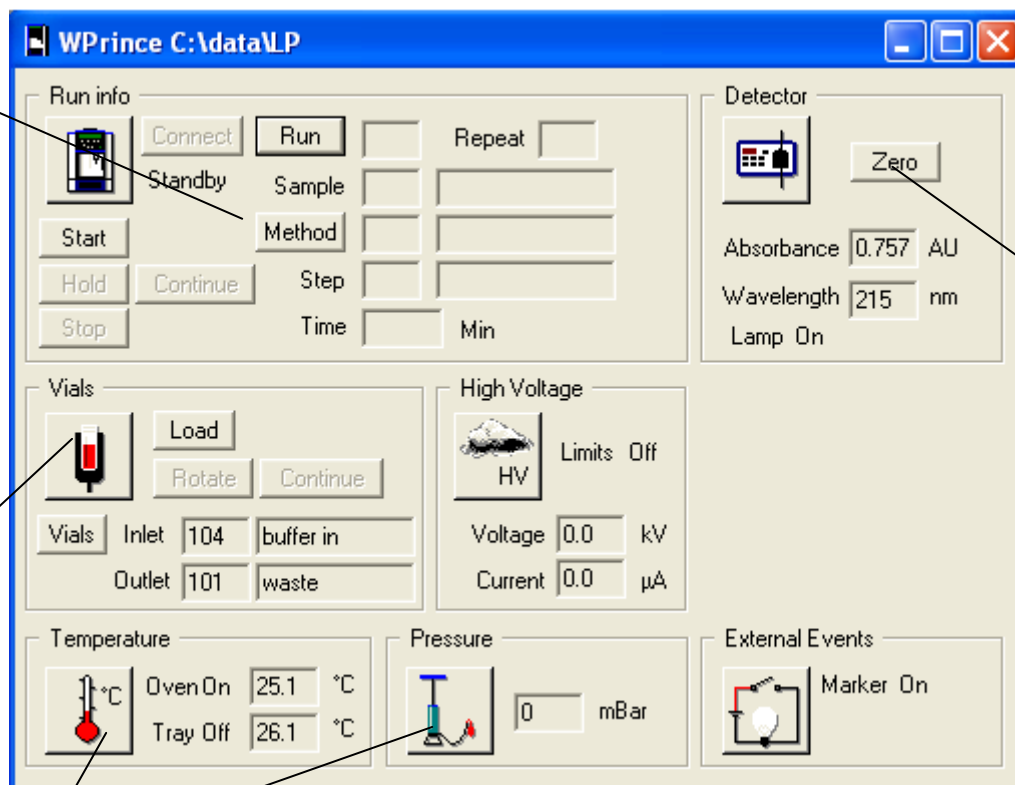 WPrince C:\data\LP
Run info
Connect Run Repeat
Standby Sample
Start Method
Hold Continue Step
Stop Time Min
Detector
Zero
Absorbance 0.757 AU
Wavelength 215 nm
Lamp On
Vials
Load
Rotate Continue
Vials Inlet 104 buffer in
Outlet 101 waste
High Voltage
HV Limits Off
Voltage 0.0 kV
Current 0.0 µA
Temperature
°C Oven On 25.1 °C
Tray Off 26.1 °C
Pressure
0 mBar
External Events
Marker On